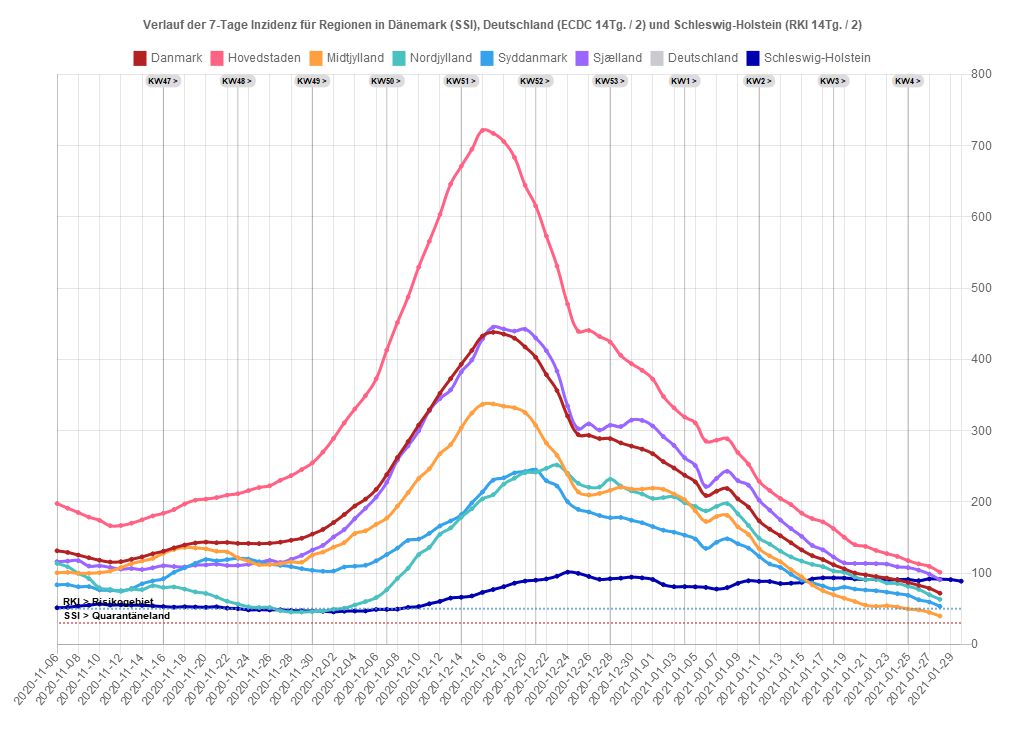 Verlauf der 7-Tage Inzidenz für Regionen in Dänemark (SSI), Deutschland (ECDC 14Tg. / 2) und Schleswig-Holstein (RKI 14Tg. / 2)
Danmark Hovedstaden Midtjylland Nordjylland Syddanmark Sjælland Deutschland Schleswig-Holstein
KW47 > KW48 > KW49 > KW50 > KW51 > KW52 > KW53 > KW1 > KW2 > KW3 > KW4 >
800
700
600
500
400
300
200
100
0
RKI > Risikogebiet
SSI > Quarantäneland
2020-11-06 2020-11-08 2020-11-10 2020-11-12 2020-11-14 2020-11-16 2020-11-18 2020-11-20 2020-11-22 2020-11-24 2020-11-26 2020-11-28 2020-11-30 2020-12-02 2020-12-04 2020-12-06 2020-12-08 2020-12-10 2020-12-12 2020-12-14 2020-12-16 2020-12-18 2020-12-20 2020-12-22 2020-12-24 2020-12-26 2020-12-28 2020-12-30 2021-01-01 2021-01-03 2021-01-05 2021-01-07 2021-01-09 2021-01-11 2021-01-13 2021-01-15 2021-01-17 2021-01-19 2021-01-21 2021-01-23 2021-01-25 2021-01-27 2021-01-29